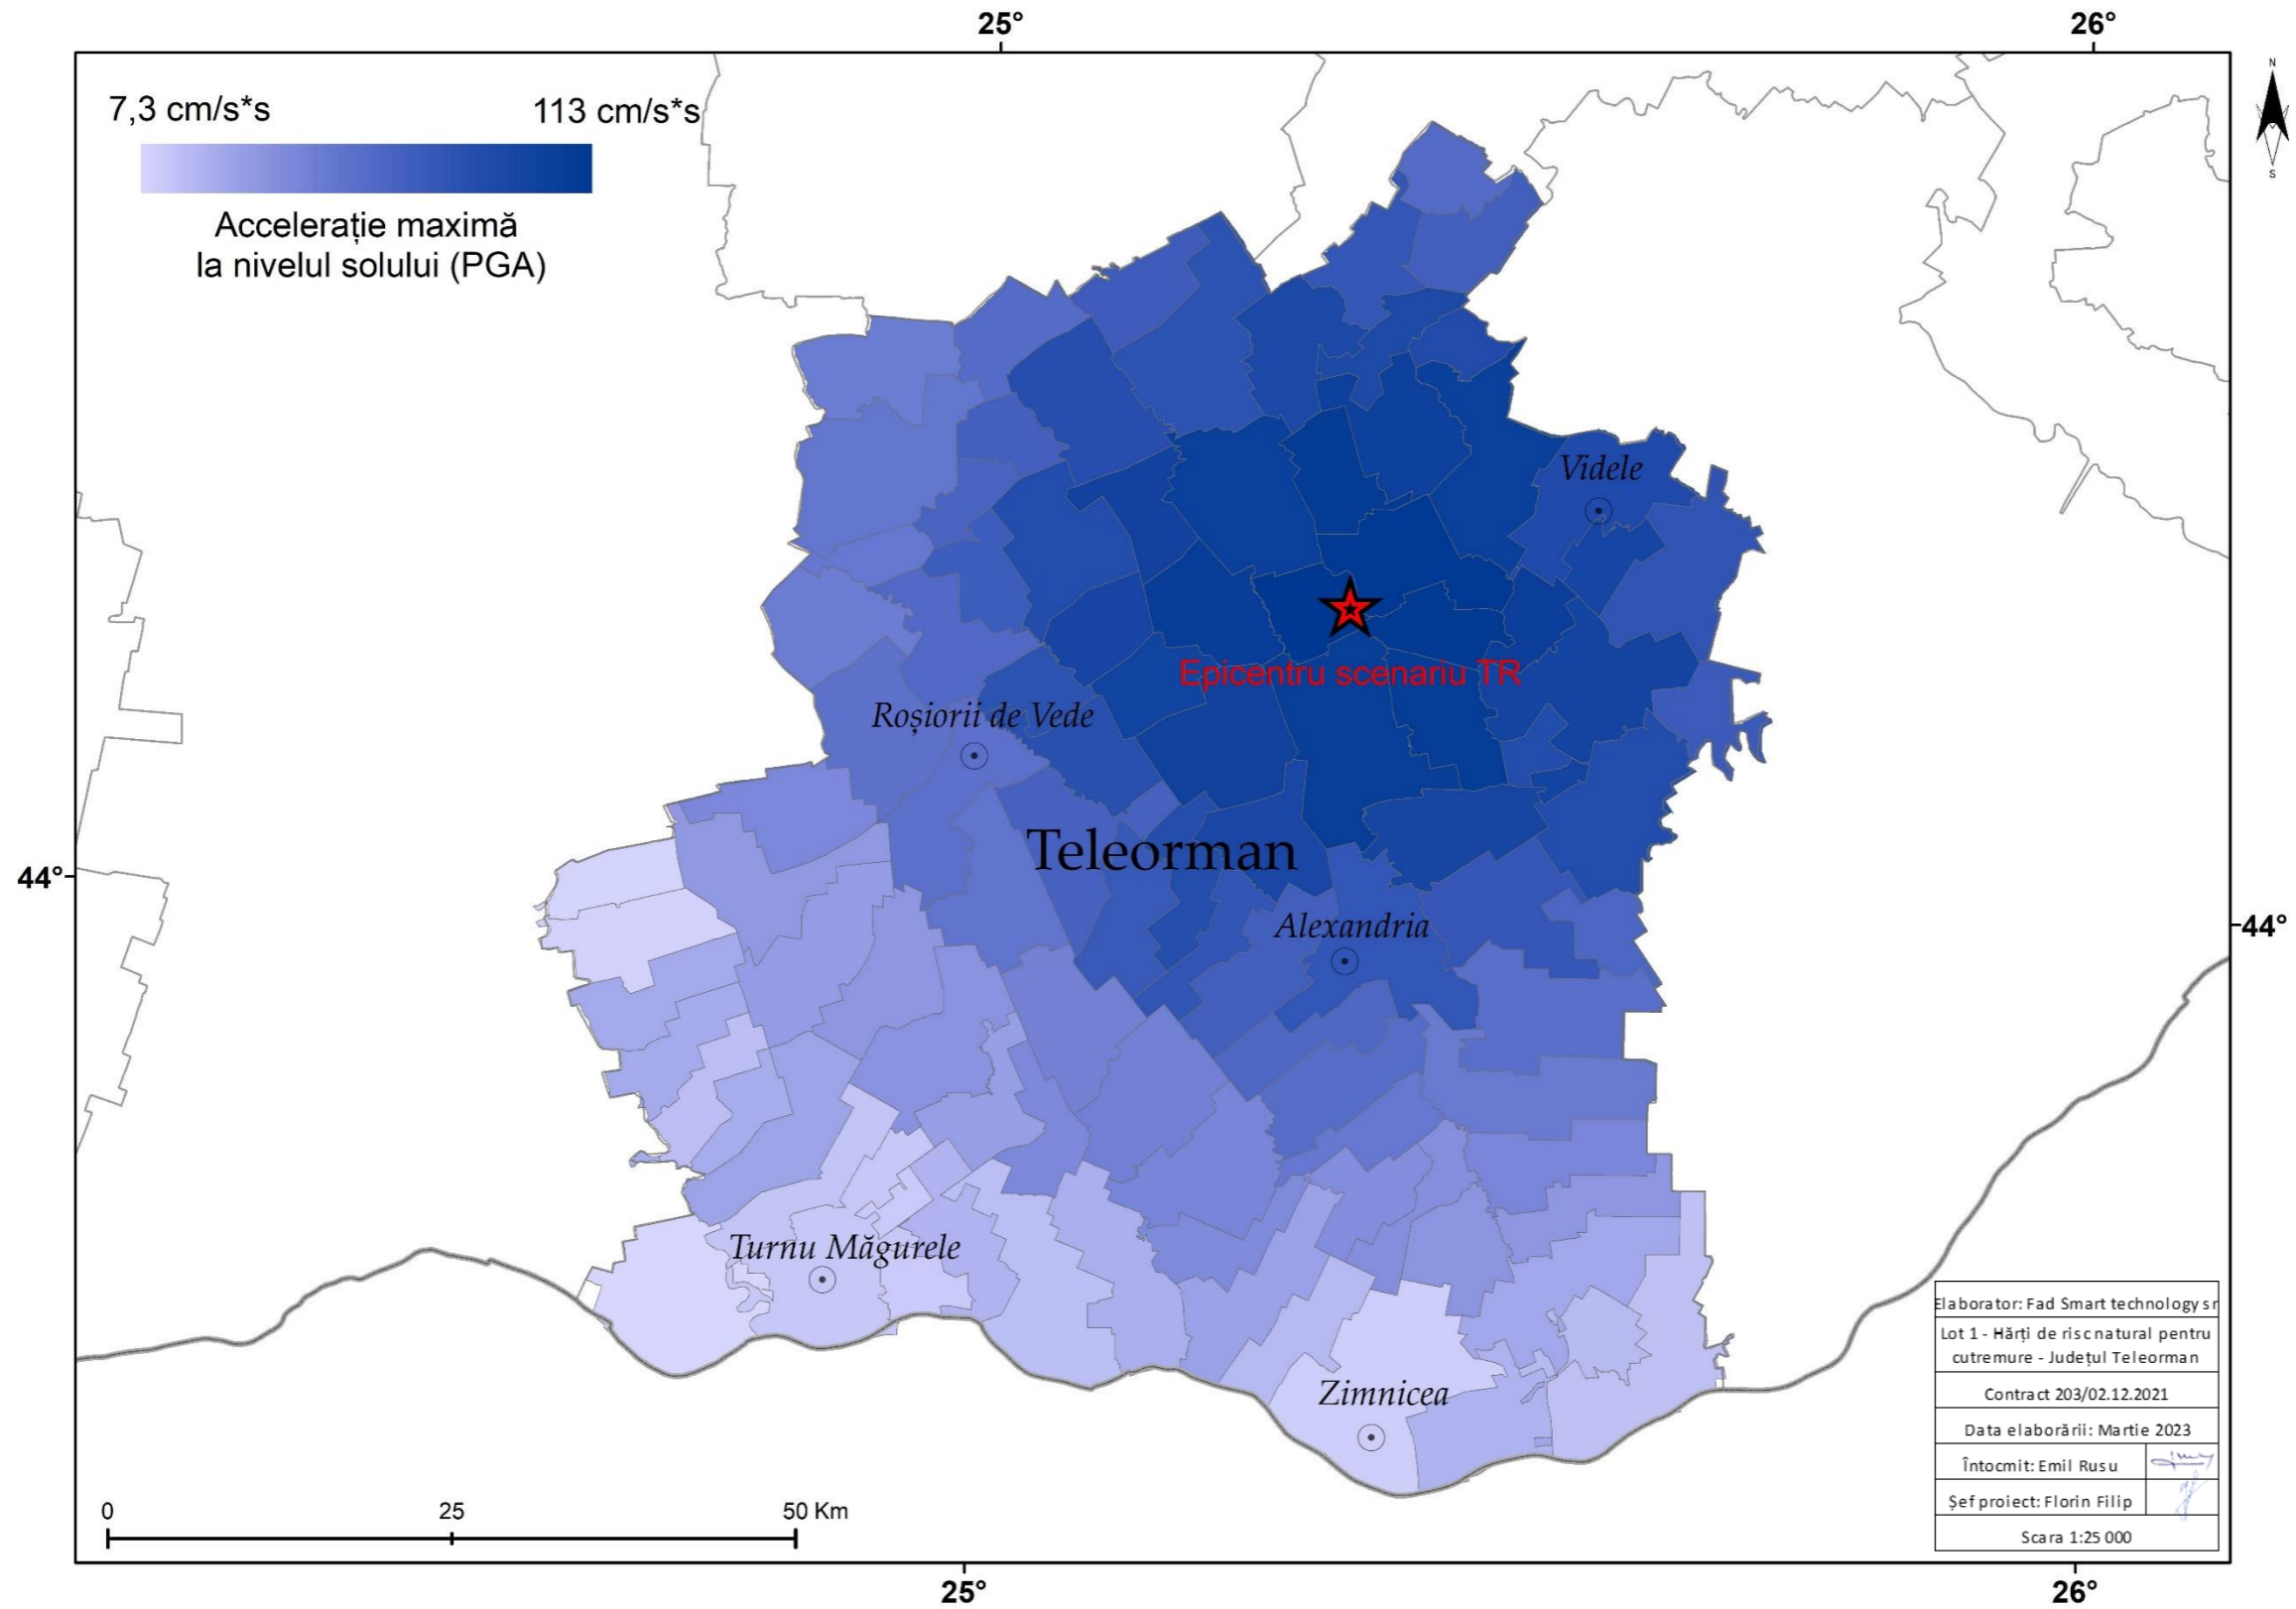 25°
26°
N
S
7,3 cm/s*s
113 cm/s*s
Accelerație maximă
la nivelul solului (PGA)
Videle
Epicentru scenariu TR
Roșiorii de Vede
Teleorman
44°
Alexandria
44°
Turnu Măgurele
Zimnicea
Elaborator: Fad Smart technology sr
Lot 1 - Hărți de risc natural pentru
cutremure - Județul Teleorman
Contract 203/02.12.2021
Data elaborării: Martie 2023
Întocmit: Emil Rusu
Șef proiect: Florin Filip
Scara 1:25 000
0
25
50 Km
25°
26°